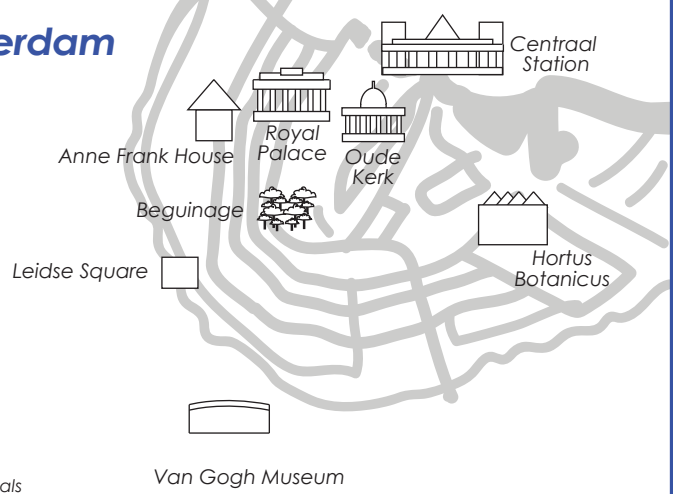 erdam
Centraal
Station
Royal
Palace
Oude
Kerk
Anne Frank House
Beguinage
Hortus
Botanicus
Leidse Square
Van Gogh Museum
als